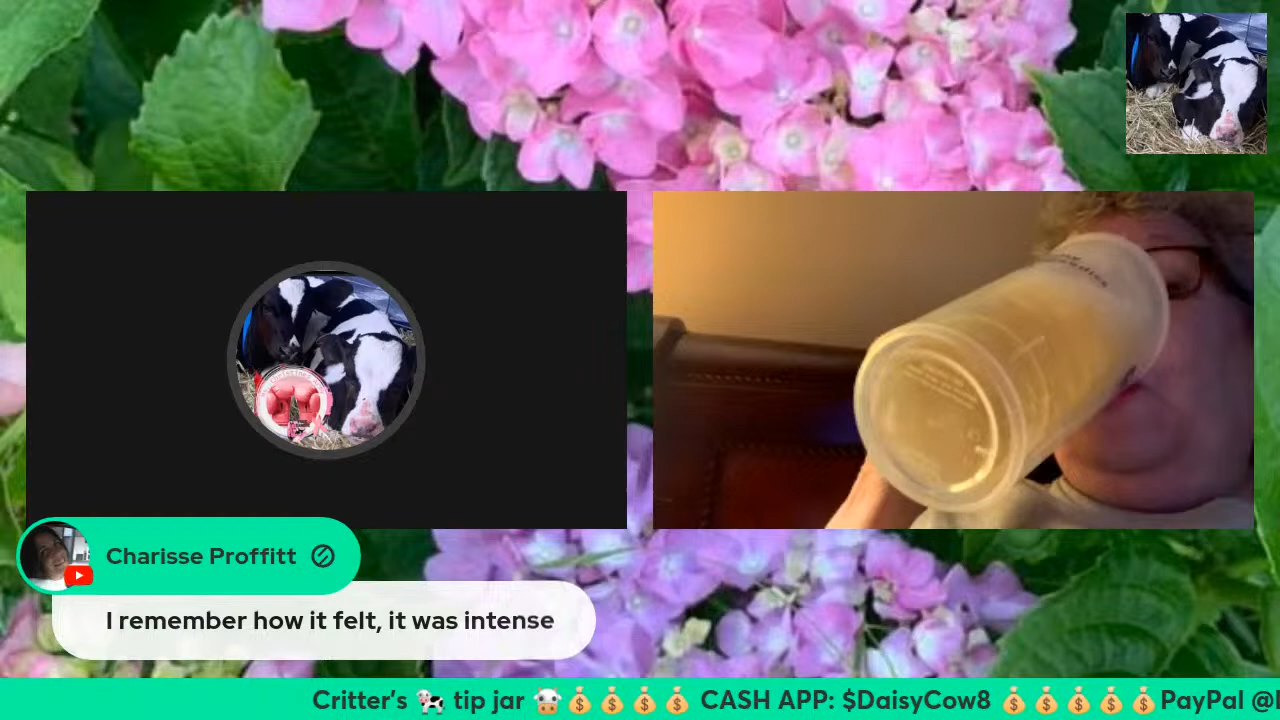 Charisse Proffitt
I remember how it felt, it was intense
Critter's 🐄 tip jar 🐮💰💰💰💰 CASH APP: $DaisyCow8 💰💰💰💰💰 PayPal @